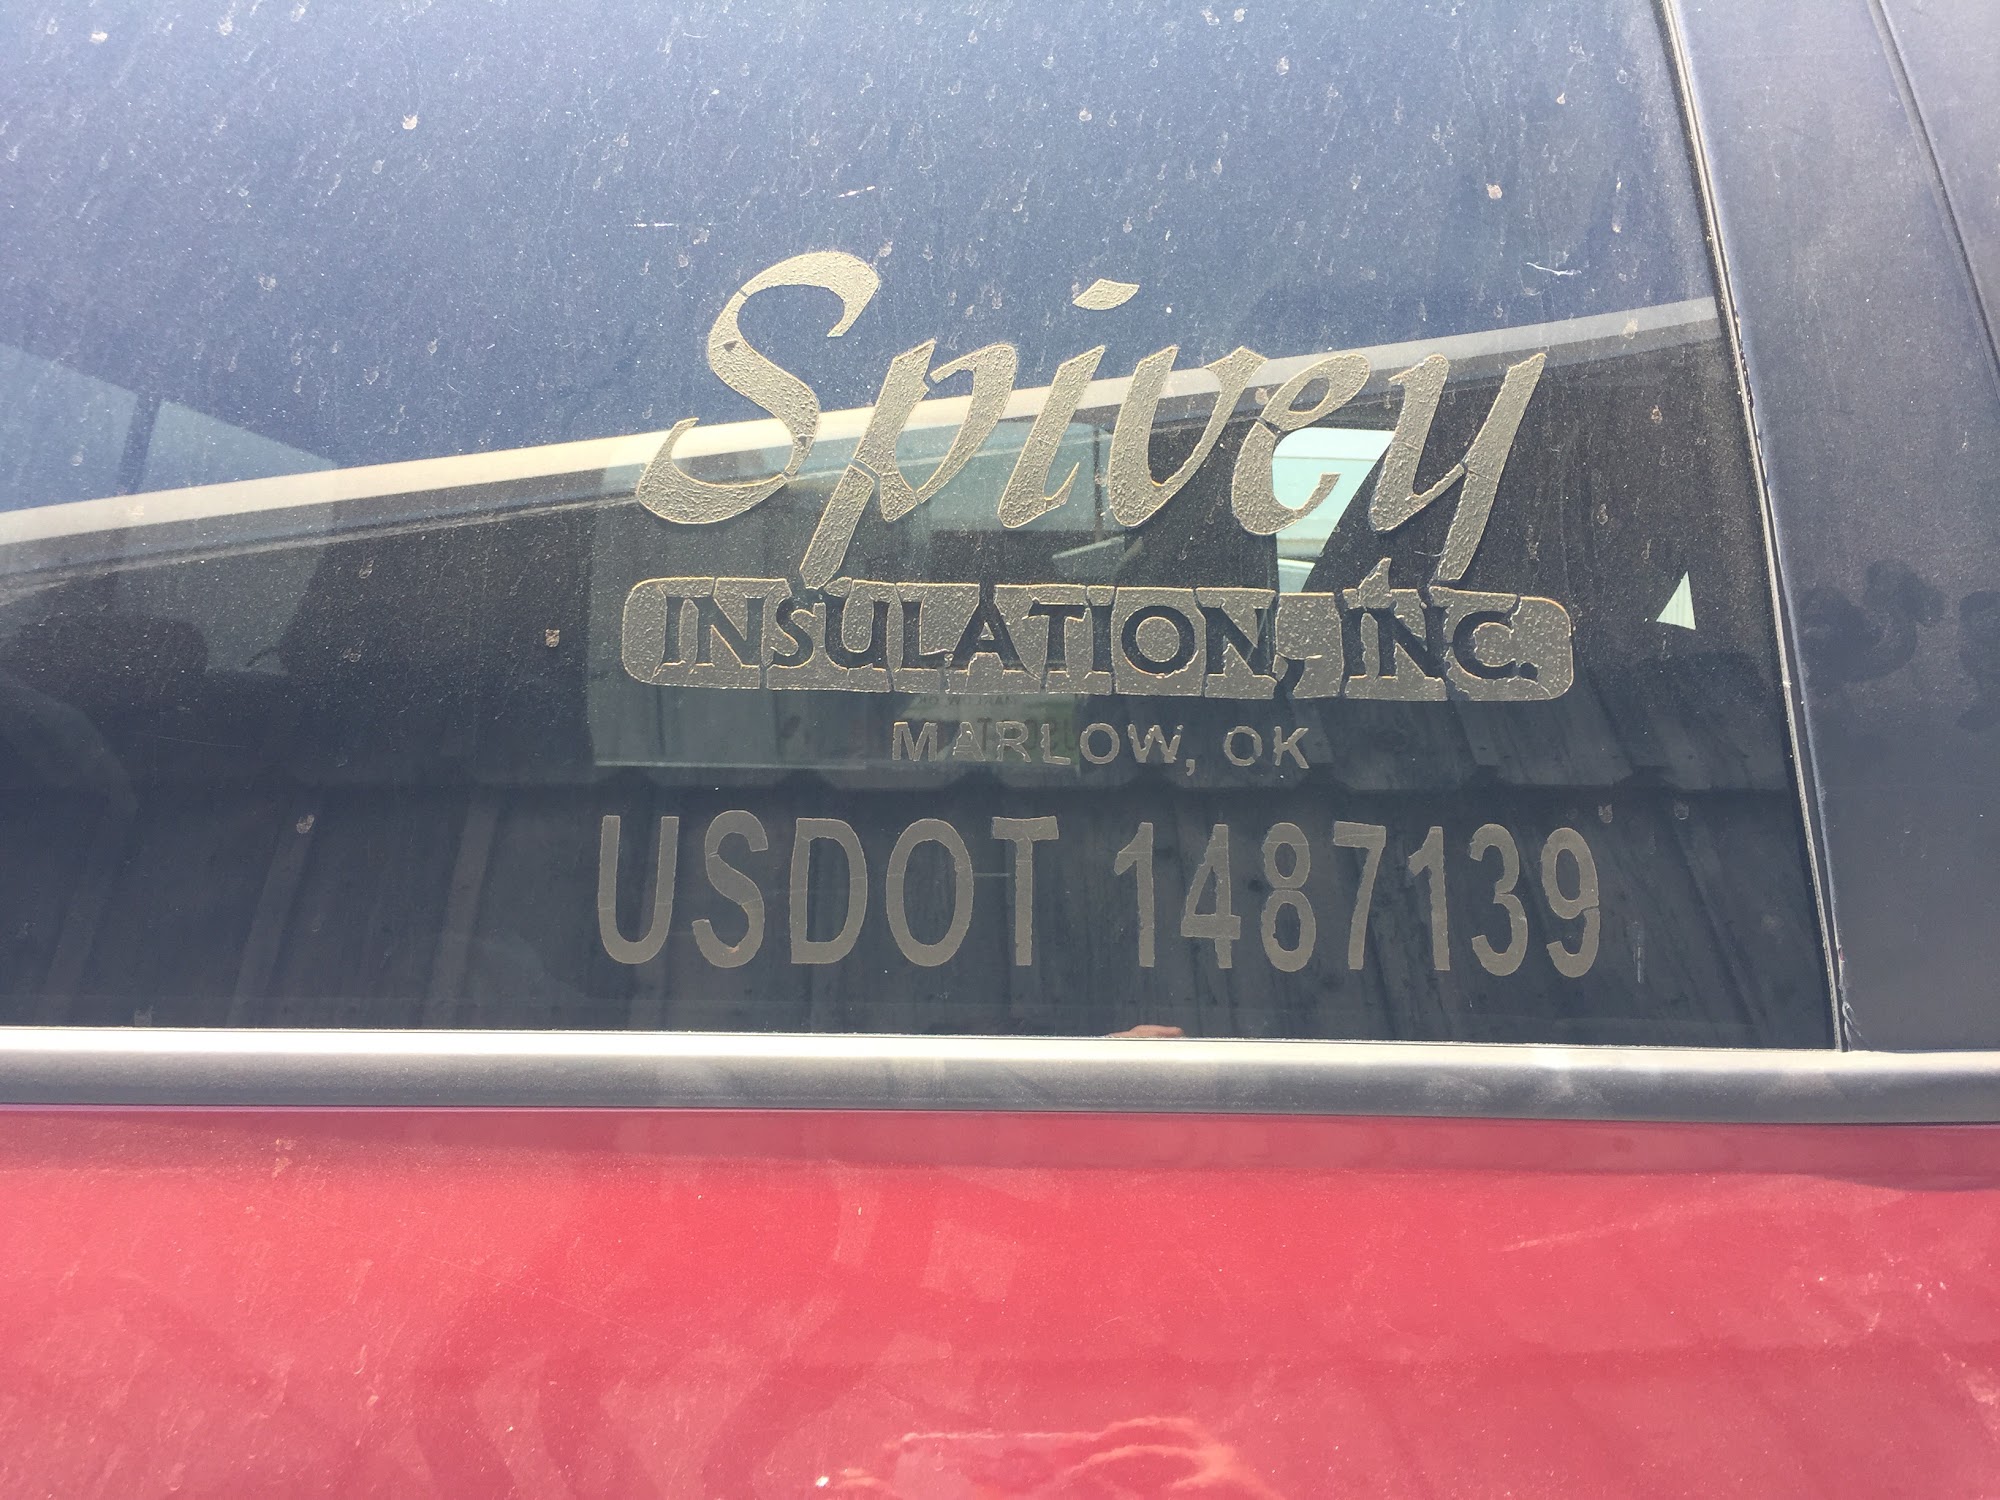 Spivey
INSULATION, INC.
MARLOW, OK
USDOT 1487139